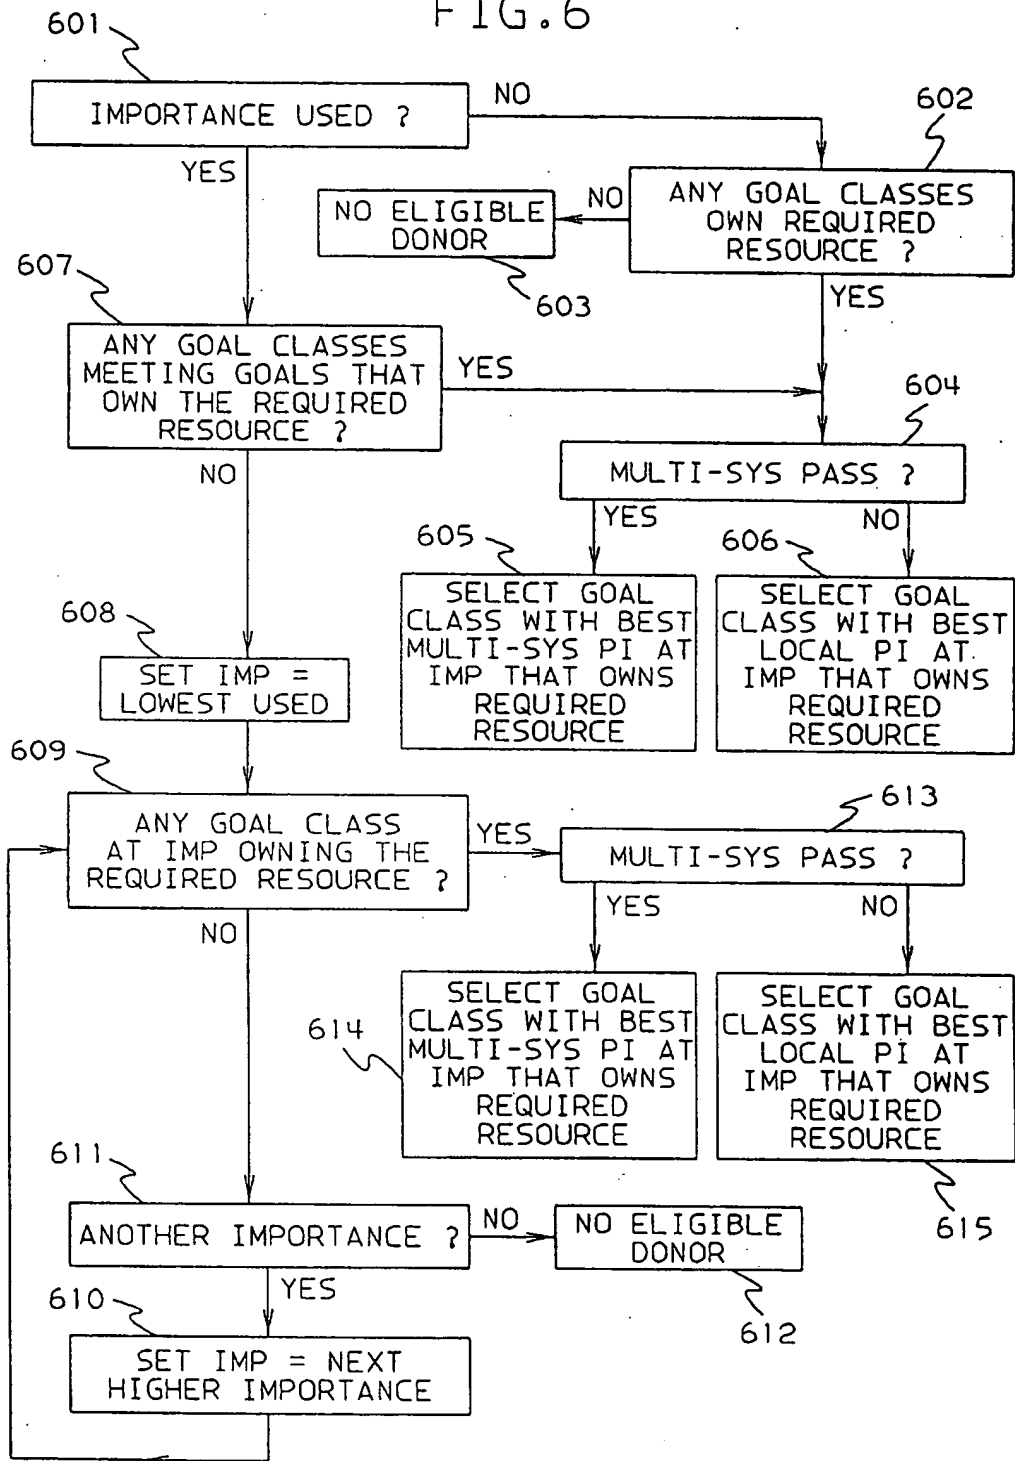 FIG.6
601
IMPORTANCE USED ?
NO
602
YES
ANY GOAL CLASSES
OWN REQUIRED
RESOURCE ?
NO
NO ELIGIBLE
DONOR
603
YES
607
ANY GOAL CLASSES
MEETING GOALS THAT
OWN THE REQUIRED
RESOURCE ?
YES
NO
604
MULTI-SYS PASS ?
YES
NO
605
606
SELECT GOAL
CLASS WITH BEST
MULTI-SYS PI AT
IMP THAT OWNS
REQUIRED
RESOURCE
SELECT GOAL
CLASS WITH BEST
LOCAL PI AT
IMP THAT OWNS
REQUIRED
RESOURCE
608
SET IMP =
LOWEST USED
609
ANY GOAL CLASS
AT IMP OWNING THE
REQUIRED RESOURCE ?
YES
NO
613
MULTI-SYS PASS ?
YES
NO
614
SELECT GOAL
CLASS WITH BEST
MULTI-SYS PI AT
IMP THAT OWNS
REQUIRED
RESOURCE
SELECT GOAL
CLASS WITH BEST
LOCAL PI AT
IMP THAT OWNS
REQUIRED
RESOURCE
615
611
ANOTHER IMPORTANCE ?
NO
NO ELIGIBLE
DONOR
612
YES
610
SET IMP = NEXT
HIGHER IMPORTANCE